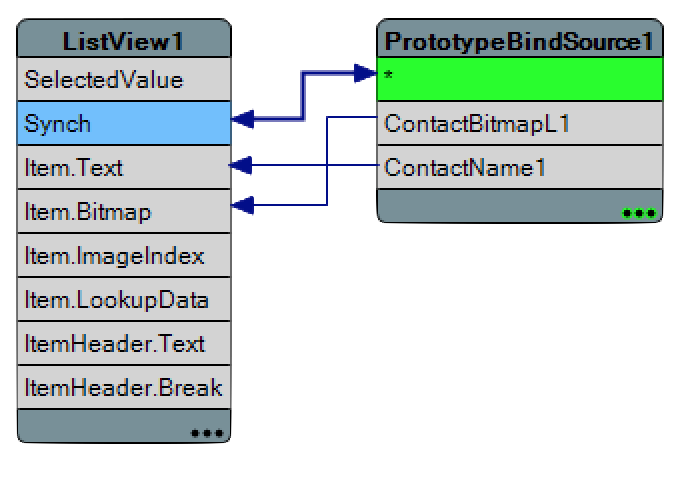 ListView1
SelectedValue
Synch
Item.Text
Item.Bitmap
Item.ImageIndex
Item.LookupData
ItemHeader.Text
ItemHeader.Break
PrototypeBindSource1
*
ContactBitmapL1
ContactName1